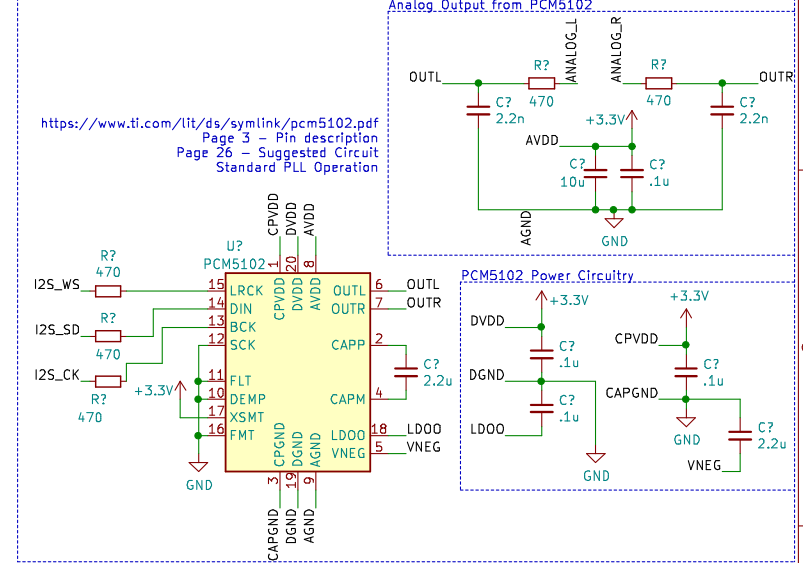 Analog Output from PCM5102
ANALOG_L
ANALOG_R
OUTL
R?
470
R?
470
OUTR
C?
2.2n
C?
2.2n
+3.3V
AVDD
C?
10u
C?
.1u
AGND
GND
https://www.ti.com/lit/ds/symlink/pcm5102.pdf
Page 3 - Pin description
Page 26 - Suggested Circuit
Standard PLL Operation
CPVDD
DVDD
AVDD
U?
PCM5102
1
20
8
CPVDD
DVDD
AVDD
I2S_WS
R?
470
15
LRCK
I2S_SD
R?
470
14
DIN
I2S_CK
R?
470
13
BCK
12
SCK
11
FLT
+3.3V
10
DEMP
17
XSMT
16
FMT
GND
OUTL
6
OUTL
OUTR
7
OUTR
CAPP
2
C?
2.2u
CAPM
4
LDOO
18
LDOO
VNEG
5
VNEG
CPGND
DGND
AGND
3
19
9
CAPGND
DGND
AGND
PCM5102 Power Circuitry
+3.3V
DVDD
C?
.1u
DGND
C?
.1u
LDOO
GND
+3.3V
CPVDD
C?
.1u
CAPGND
GND
C?
2.2u
VNEG